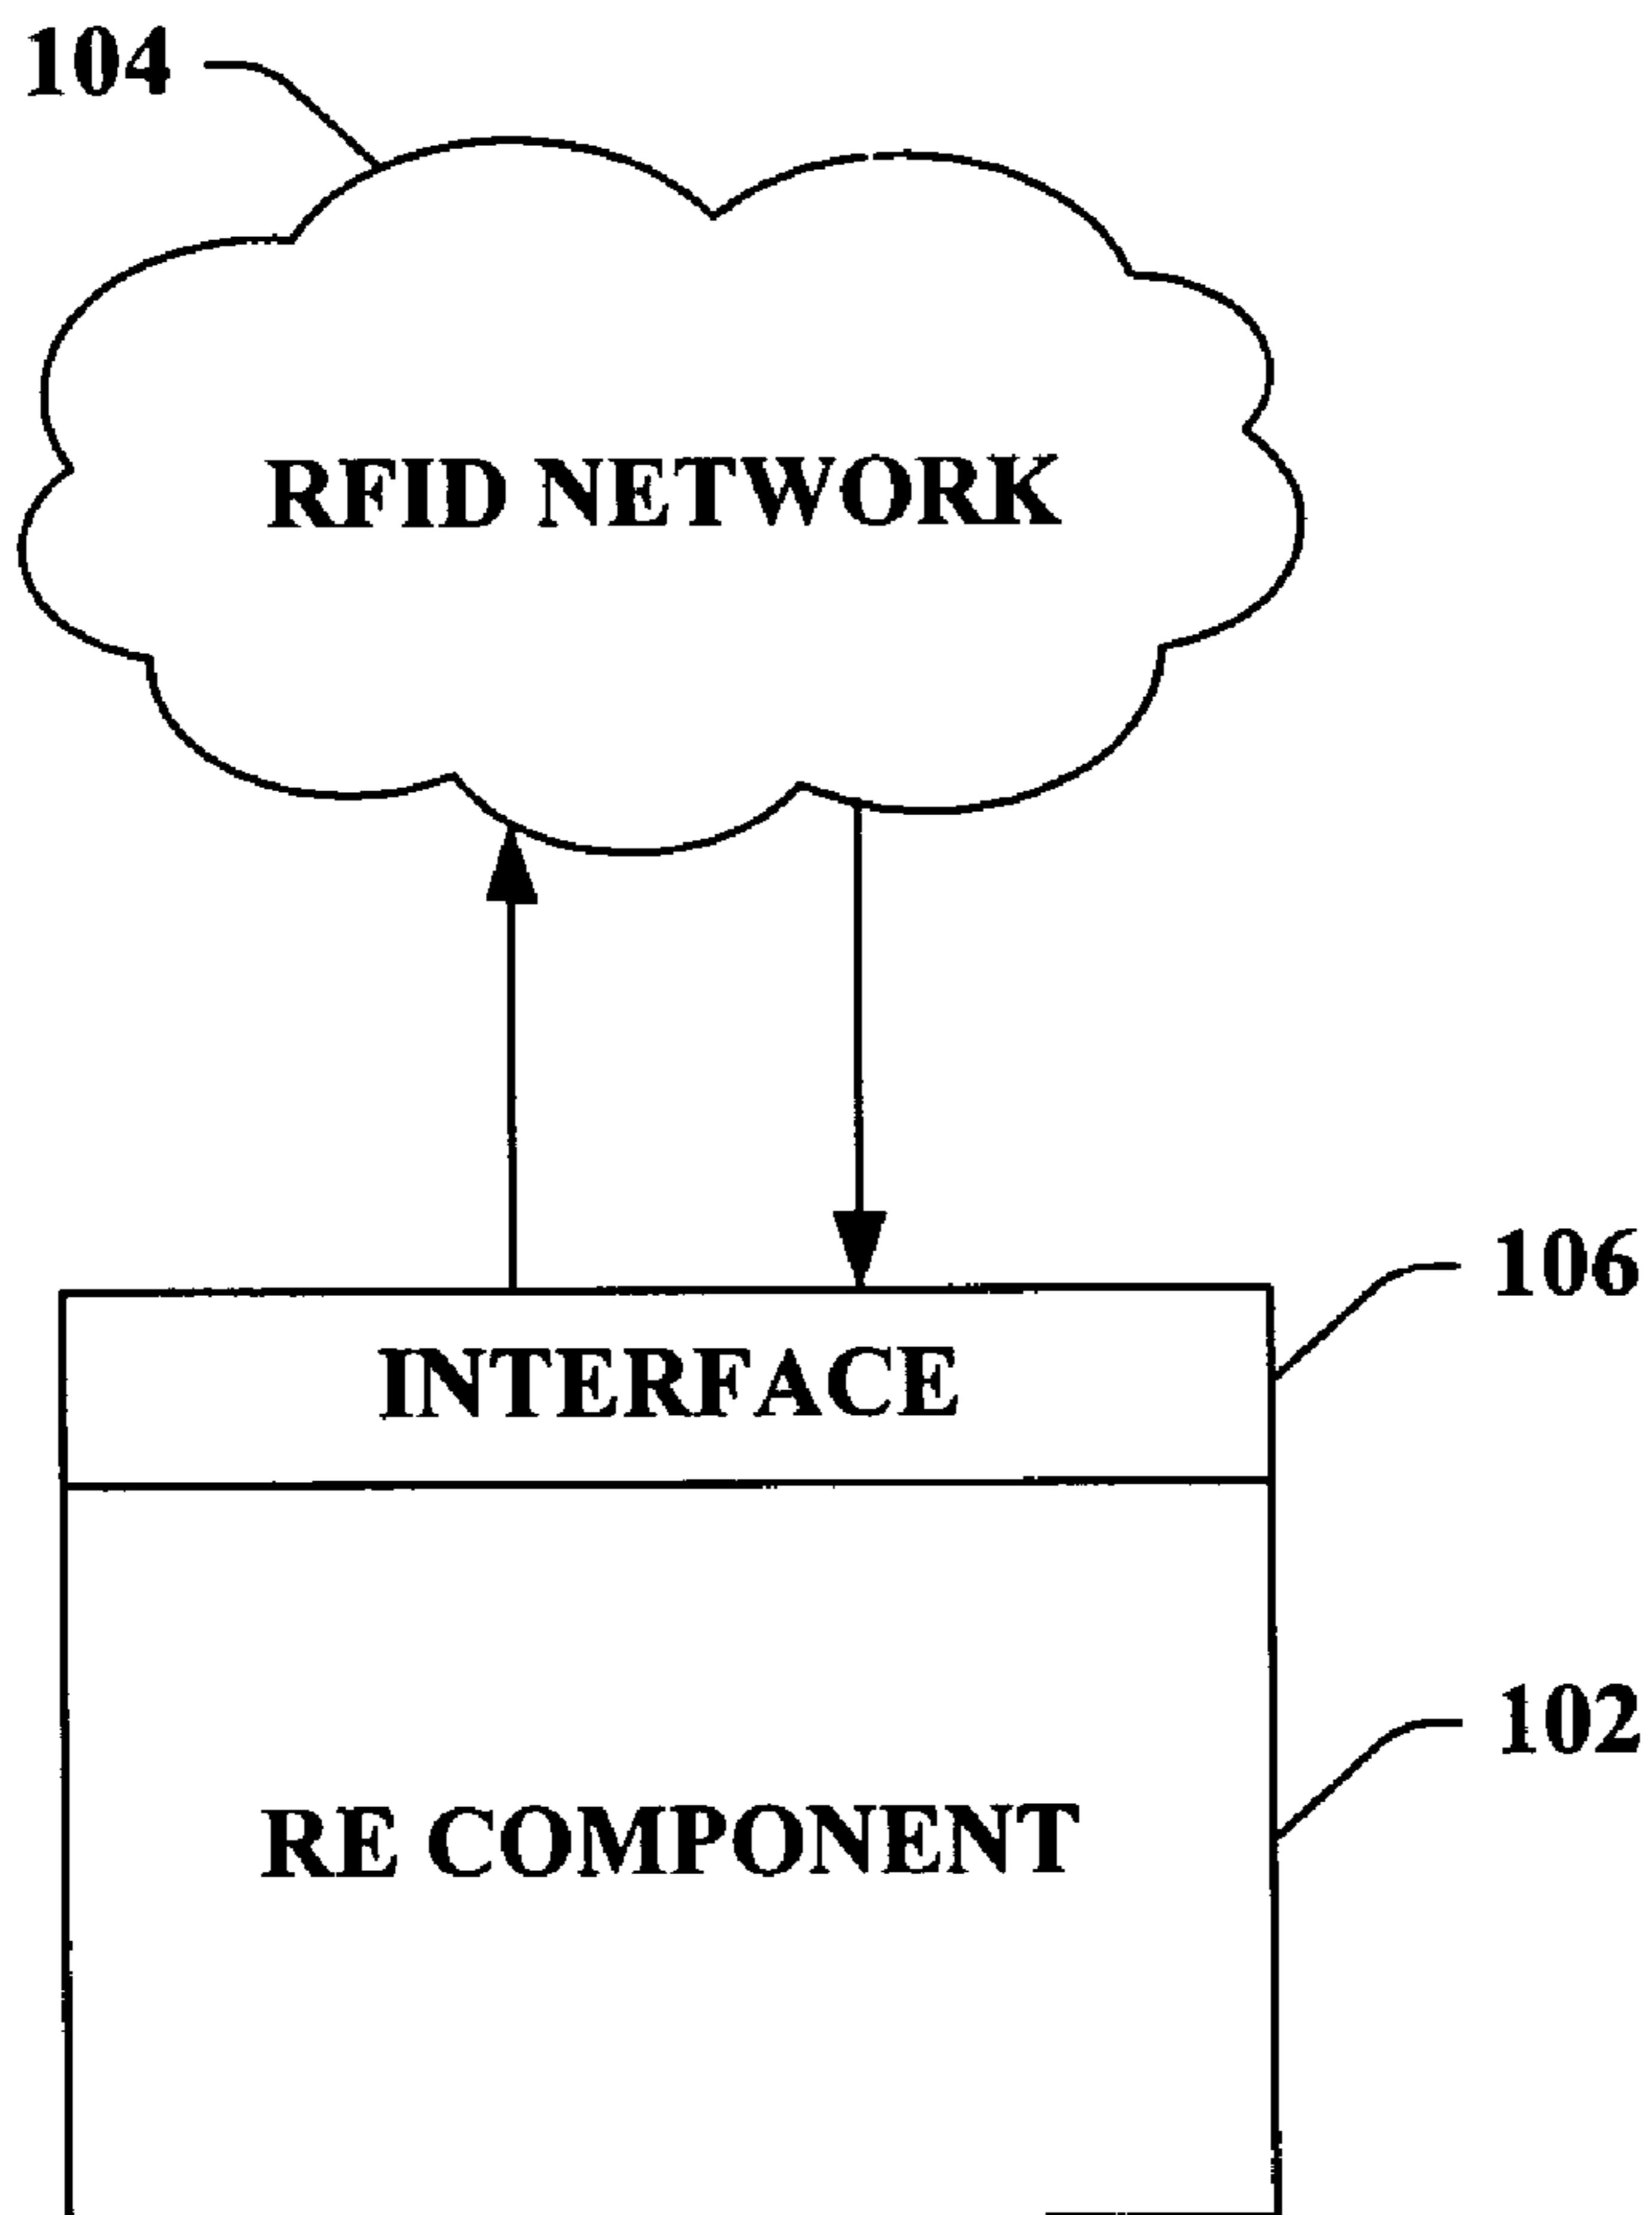 104
RFID NETWORK
106
INTERFACE
102
RE COMPONENT